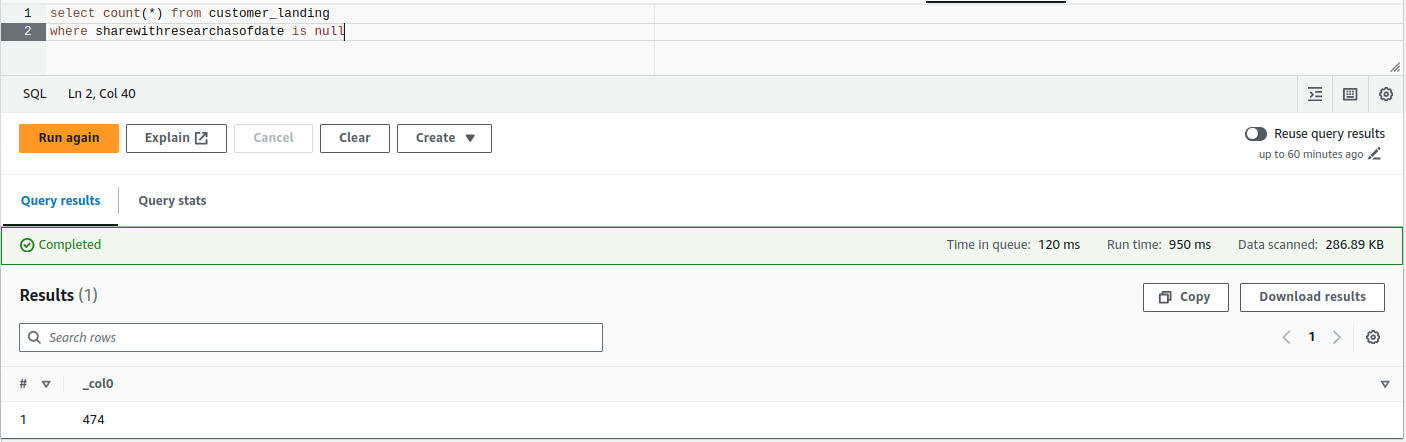 1 select count(*) from customer_landing
2 where sharewithresearchasofdate is null
SQL Ln 2, Col 40
Run again Explain Cancel Clear Create Reuse query results
up to 60 minutes ago
Query results Query stats
Completed Time in queue: 120 ms Run time: 950 ms Data scanned: 286.89 KB
Results (1) Copy Download results
Search rows 1
# _col0
1 474